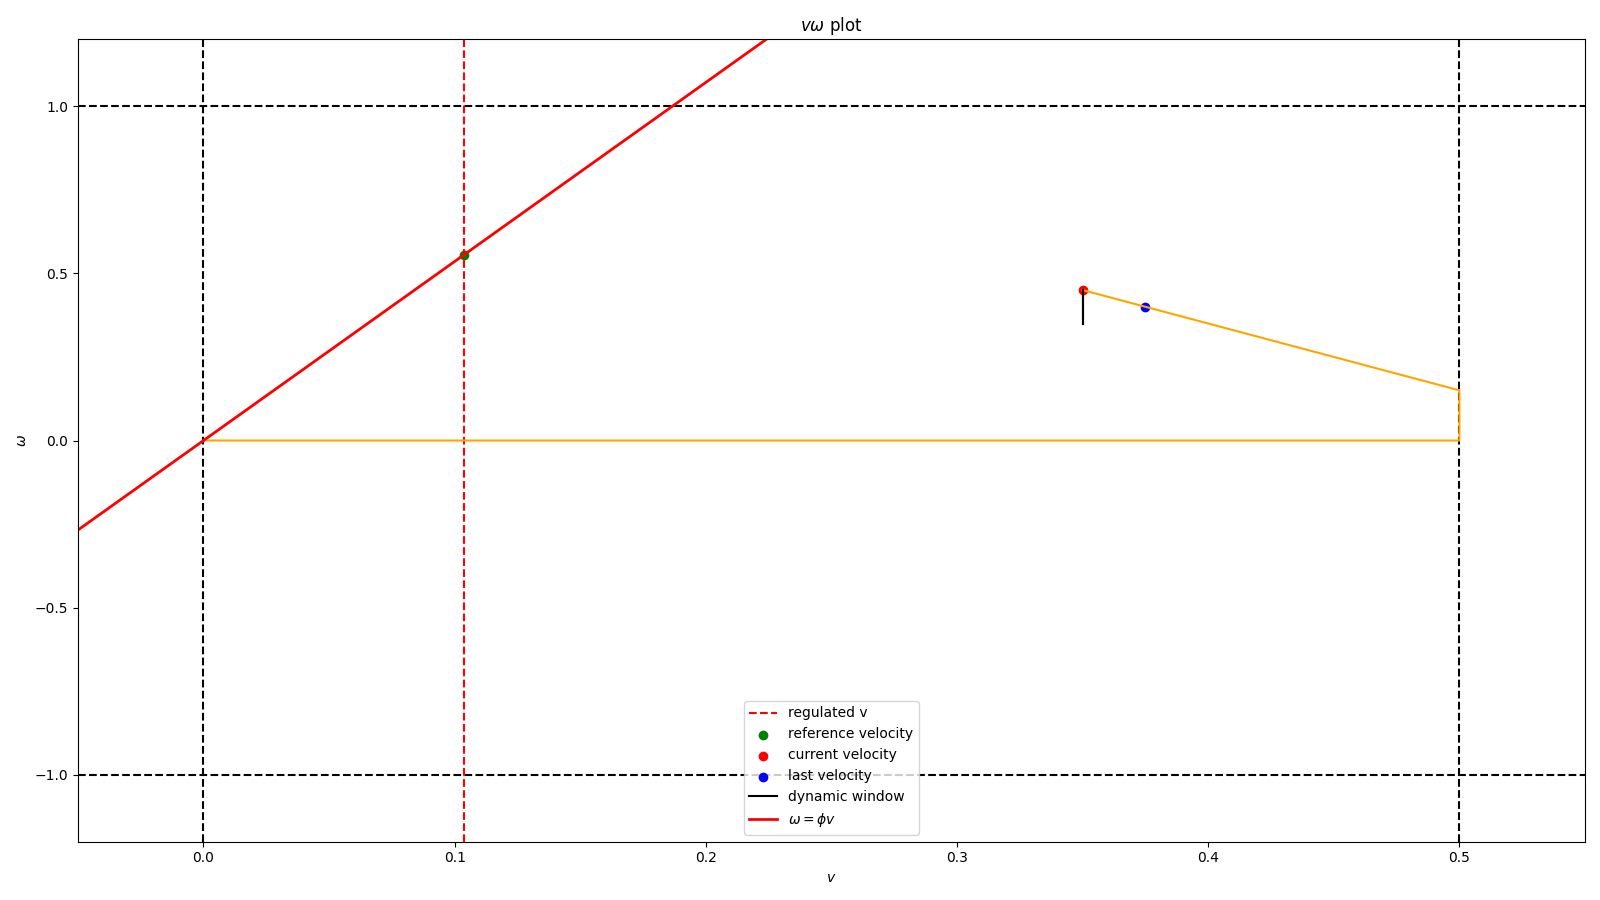 vω plot
1.0
0.5
0.0
−0.5
−1.0
ω
0.0
0.1
0.2
0.3
0.4
0.5
v
regulated v
reference velocity
current velocity
last velocity
dynamic window
ω = ϕv